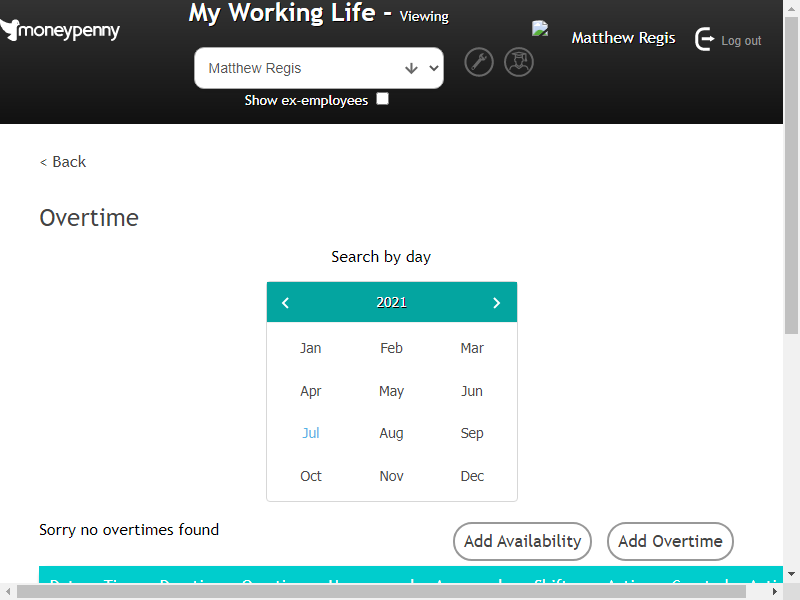 My Working Life - Viewing
moneypenny
Matthew Regis
Log out
Matthew Regis
Show ex-employees
< Back
Overtime
Search by day
2021
Jan Feb Mar
Apr May Jun
Jul Aug Sep
Oct Nov Dec
Sorry no overtimes found
Add Availability
Add Overtime